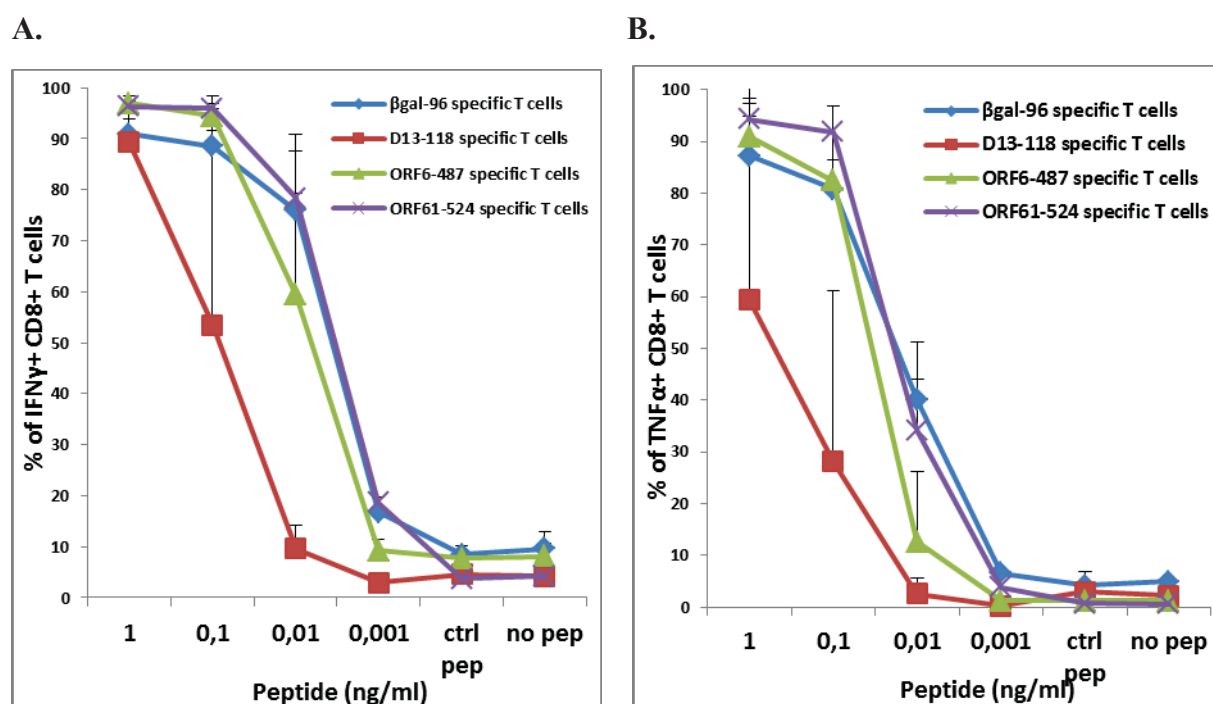 A.
B.
100
90
80
70
60
50
40
30
20
10
0
% of IFNγ+ CD8+ T cells
βgal-96 specific T cells
D13-118 specific T cells
ORF6-487 specific T cells
ORF61-524 specific T cells
1
0,1
0,01
0,001
ctrl
pep
no pep
Peptide (ng/ml)
100
90
80
70
60
50
40
30
20
10
0
% of TNFα+ CD8+ T cells
βgal-96 specific T cells
D13-118 specific T cells
ORF6-487 specific T cells
ORF61-524 specific T cells
1
0,1
0,01
0,001
ctrl
pep
no pep
Peptide (ng/ml)